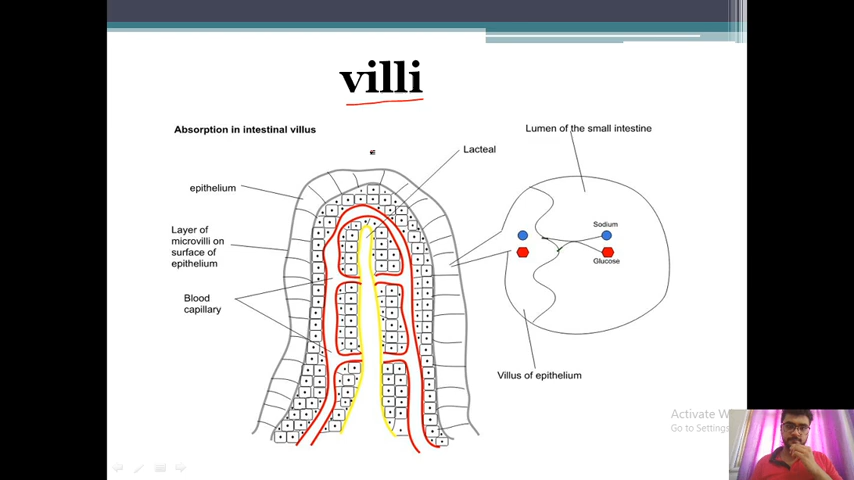 villi
Absorption in intestinal villus
Lumen of the small intestine
Lacteal
epithelium
Layer of
microvilli on
surface of
epithelium
Sodium
Glucose
Blood
capillary
Villus of epithelium
Activate
Go to Settings